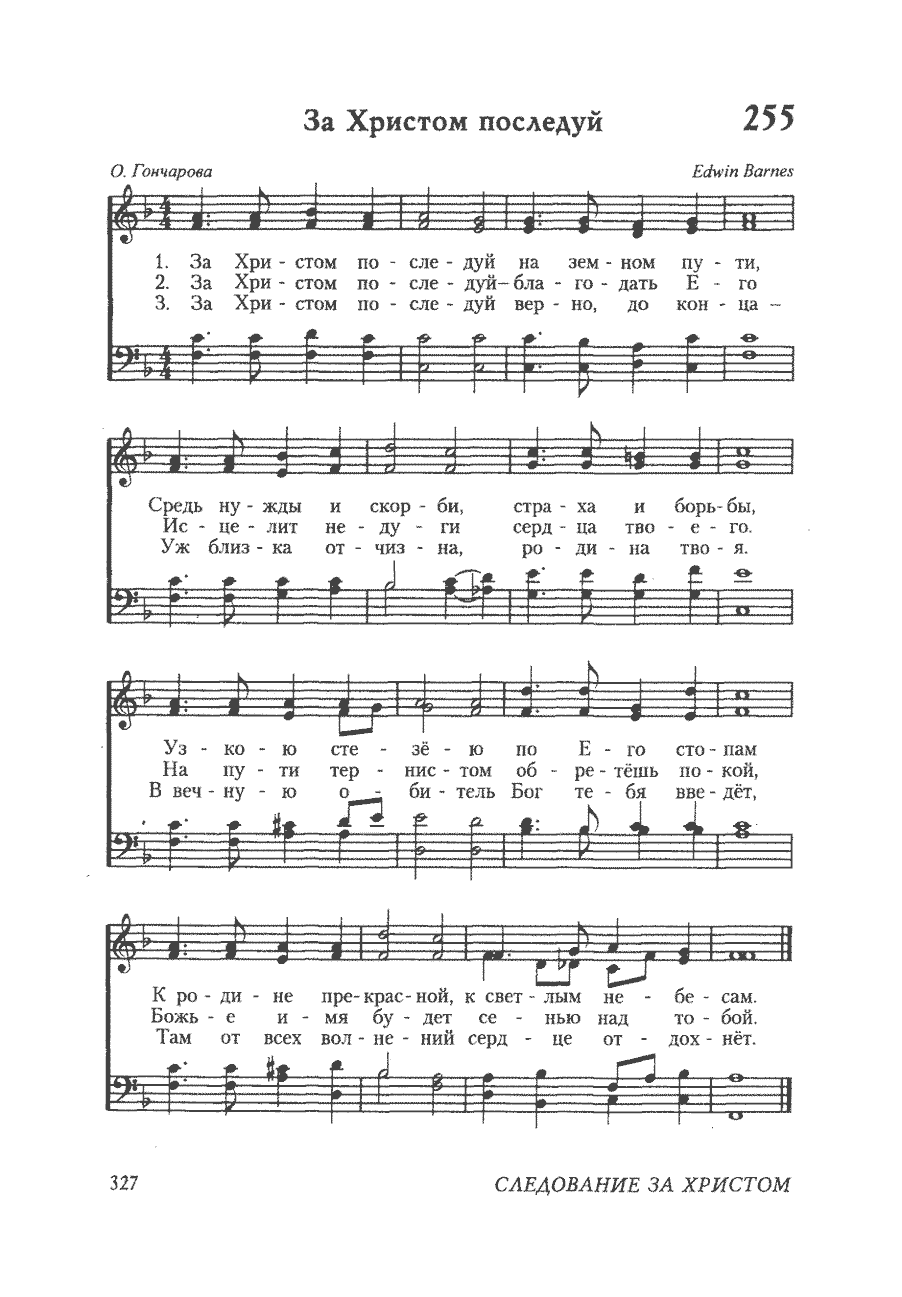 За Христом последуй 255
О. Гончарова Edwin Barnes
1. За Хри - стом по - сле - дуй на зем - ном пу - ти,
2. За Хри - стом по - сле - дуй–бла - го - дать Е - го
3. За Хри - стом по - сле - дуй вер - но, до кон - ца –
Средь ну - жды и скор - би, стра - ха и борь- бы,
Ис - це - лит не - ду - ги серд - ца тво - е - го.
Уж близ - ка от - чиз - на, ро - ди - на тво - я.
Уз - ко - ю сте - зё - ю по Е - го сто - пам
На пу - ти тер - нис - том об - ре - тёшь по - кой,
В веч - ну - ю о - би - тель Бог те - бя вве - дёт,
К ро - ди - не пре- крас- ной, к свет - лым не - бе - сам.
Божь - е и - мя бу - дет се - нью над то - бой.
Там от всех вол - не - ний серд - це от - дох - нёт.
327 СЛЕДОВАНИЕ ЗА ХРИСТОМ